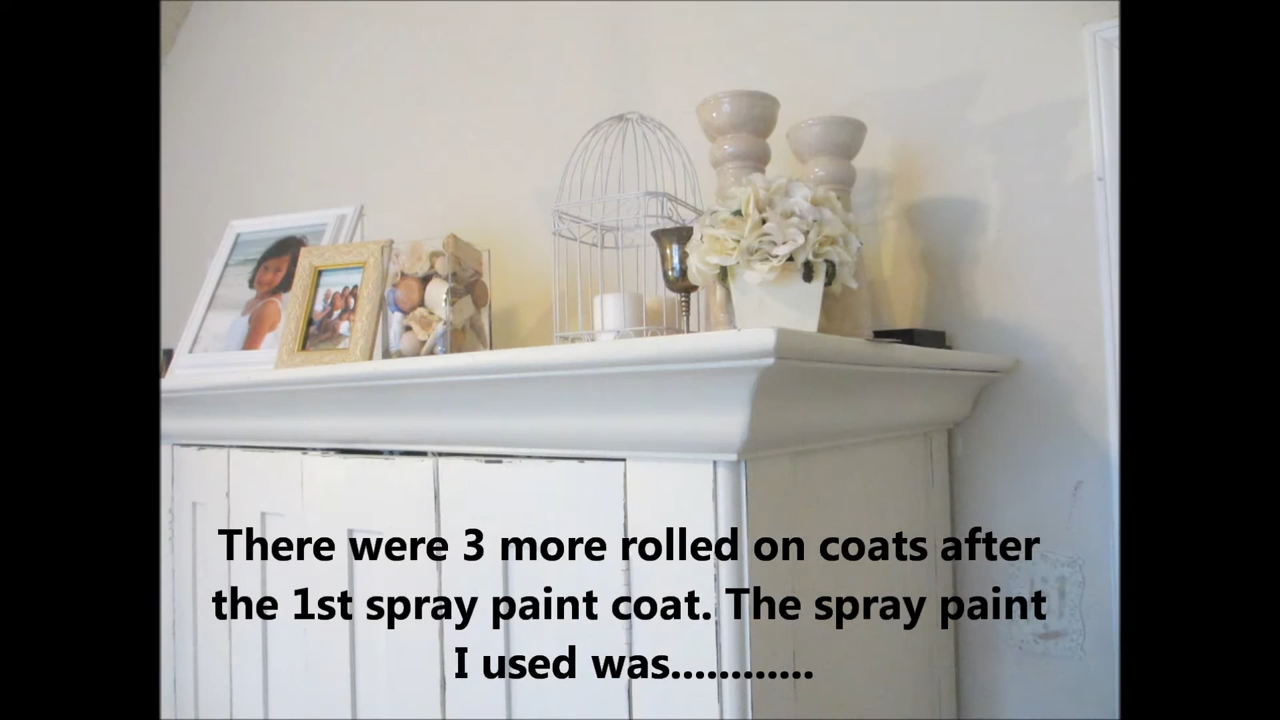 There were 3 more rolled on coats after
the 1st spray paint coat. The spray paint
I used was............